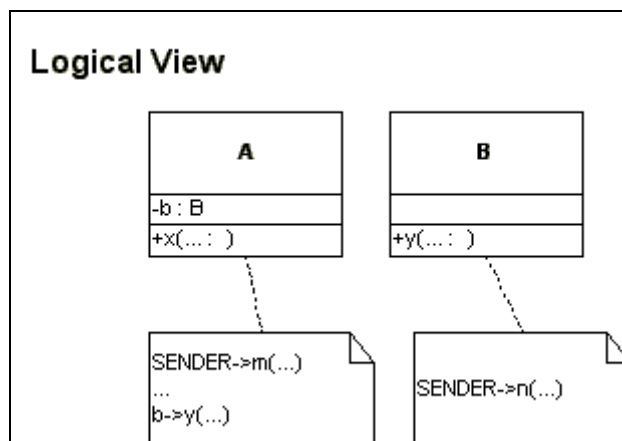 Logical View
A
B
-b : B
+x(... : )
+y(... : )
SENDER->m(...)
...
b->y(...)
SENDER->n(...)